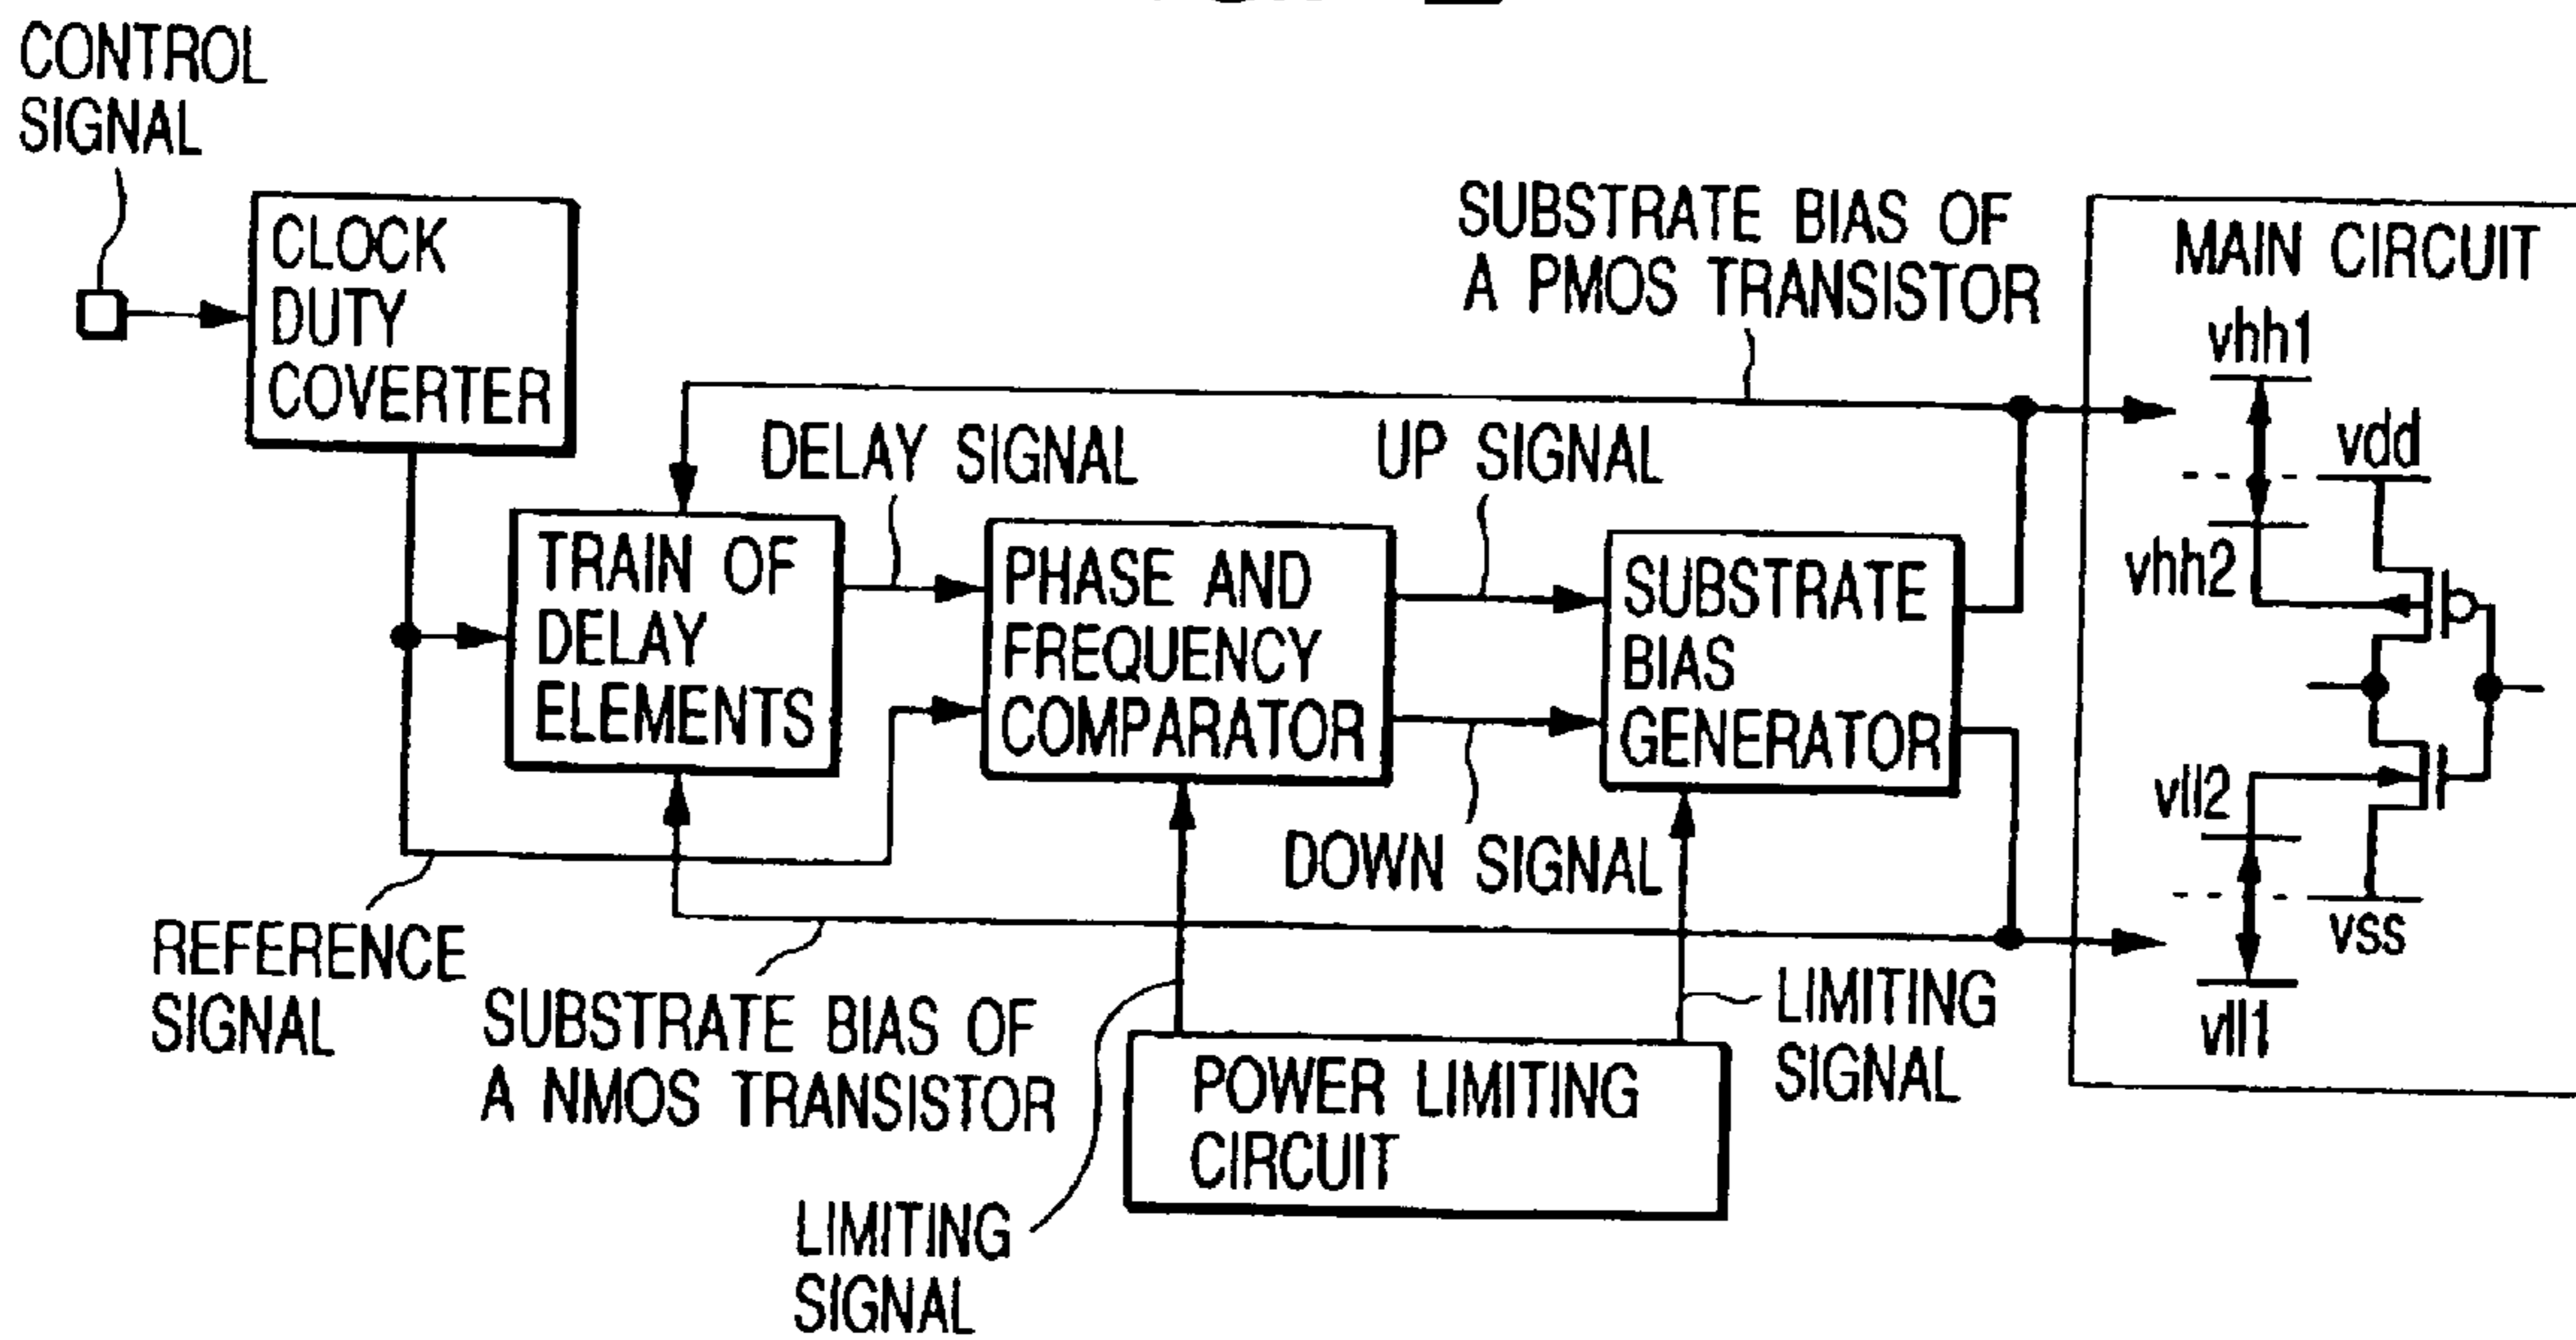 CONTROL
SIGNAL
CLOCK
DUTY
COVERTER
SUBSTRATE BIAS OF
A PMOS TRANSISTOR
MAIN CIRCUIT
vhh1
vdd
vhh2
DELAY SIGNAL
UP SIGNAL
TRAIN OF
DELAY
ELEMENTS
PHASE AND
FREQUENCY
COMPARATOR
SUBSTRATE
BIAS
GENERATOR
vll2
vss
vll1
DOWN SIGNAL
REFERENCE
SIGNAL
SUBSTRATE BIAS OF
A NMOS TRANSISTOR
LIMITING
SIGNAL
POWER LIMITING
CIRCUIT
LIMITING
SIGNAL